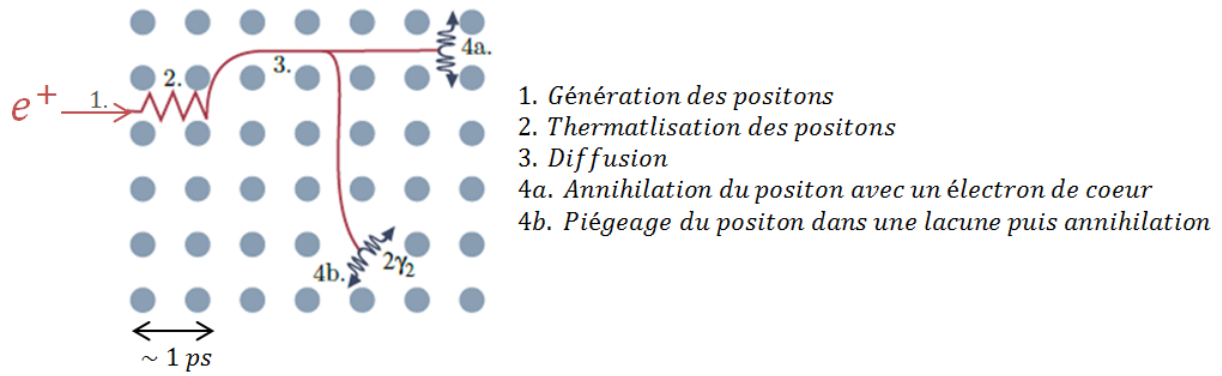 e+
1.
2.
3.
4a.
4b.
2γ2
~ 1 ps
1. Génération des positons
2. Thermatlisation des positons
3. Diffusion
4a. Annihilation du positon avec un électron de coeur
4b. Piégeage du positon dans une lacune puis annihilation